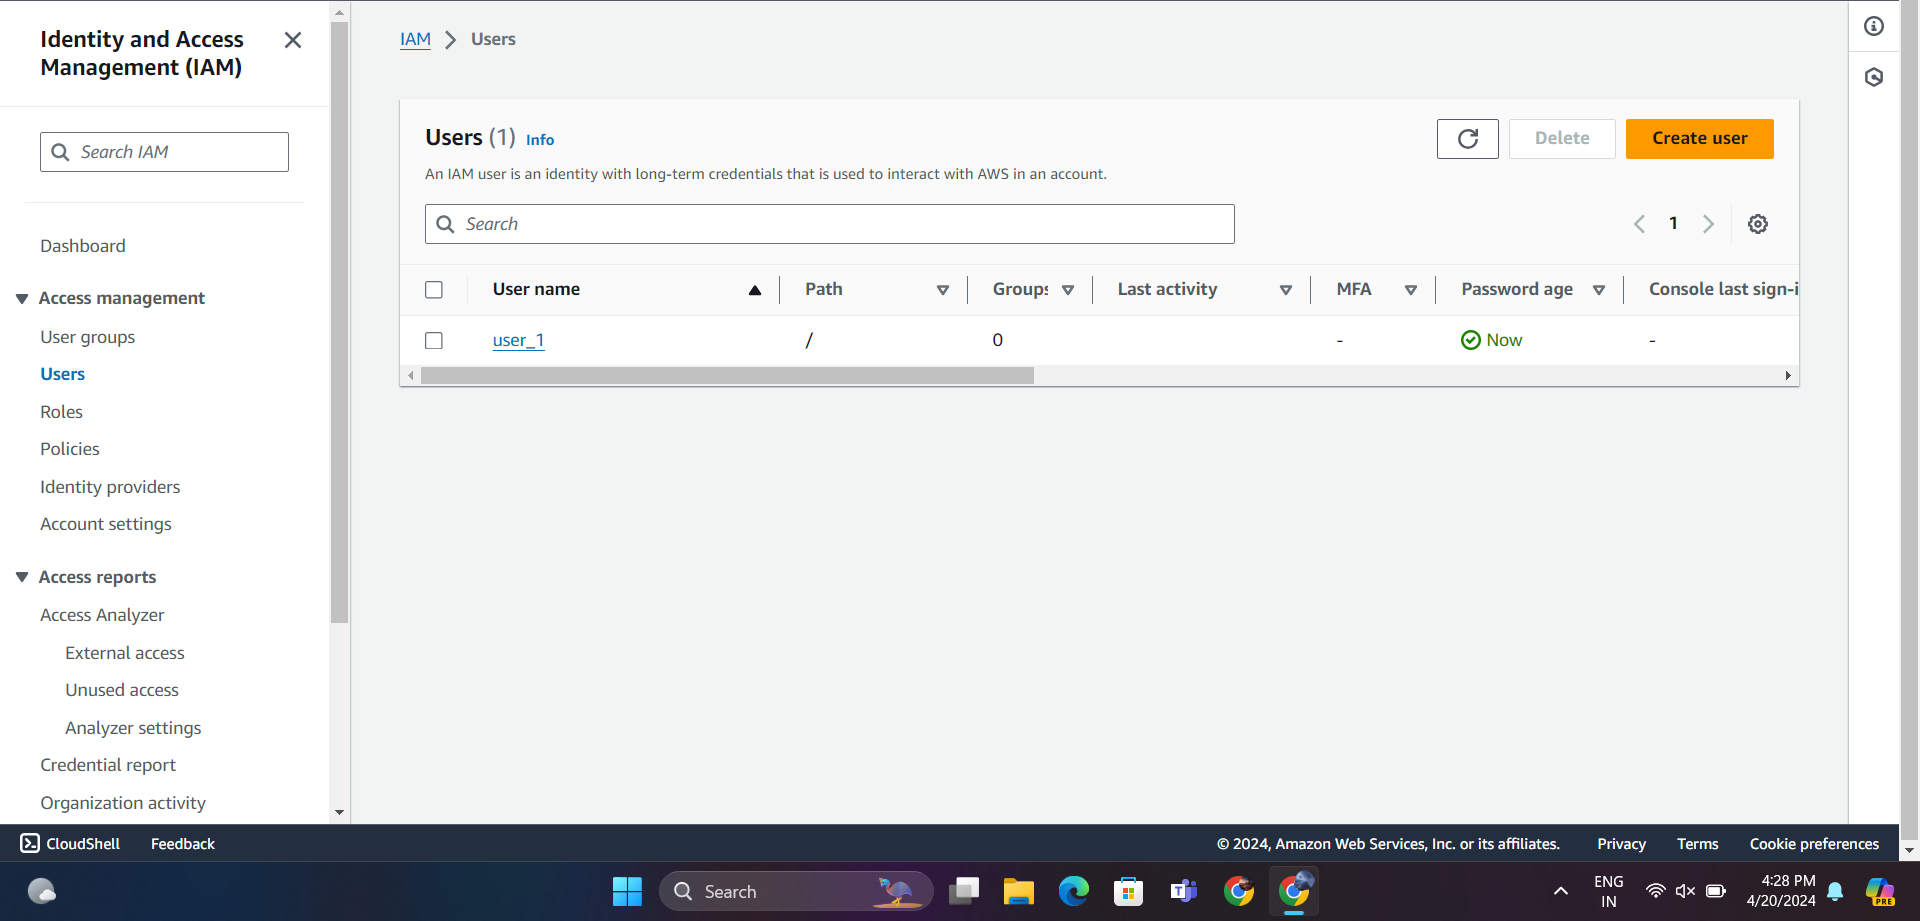 Identity and Access
Management (IAM)
Search IAM
Dashboard
Access management
User groups
Users
Roles
Policies
Identity providers
Account settings
Access reports
Access Analyzer
External access
Unused access
Analyzer settings
Credential report
Organization activity
IAM Users
Users (1) Info
Delete
Create user
An IAM user is an identity with long-term credentials that is used to interact with AWS in an account.
Search
1
User name Path Groups Last activity MFA Password age Console last sign-i
user_1 / 0 - Now -
CloudShell Feedback © 2024, Amazon Web Services, Inc. or its affiliates. Privacy Terms Cookie preferences
Search
ENG
IN
4:28 PM
4/20/2024
PRE